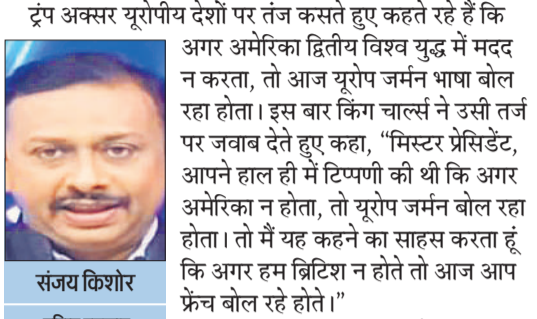 ट्रंप अक्सर यूरोपीय देशों पर तंज कसते हुए कहते रहे हैं कि
अगर अमेरिका द्वितीय विश्व युद्ध में मदद
न करता, तो आज यूरोप जर्मन भाषा बोल
रहा होता। इस बार किंग चार्ल्स ने उसी तर्ज
पर जवाब देते हुए कहा, “मिस्टर प्रेसिडेंट,
आपने हाल ही में टिप्पणी की थी कि अगर
अमेरिका न होता, तो यूरोप जर्मन बोल रहा
होता। तो मैं यह कहने का साहस करता हूं
कि अगर हम ब्रिटिश न होते तो आज आप
फ्रेंच बोल रहे होते।”
संजय किशोर